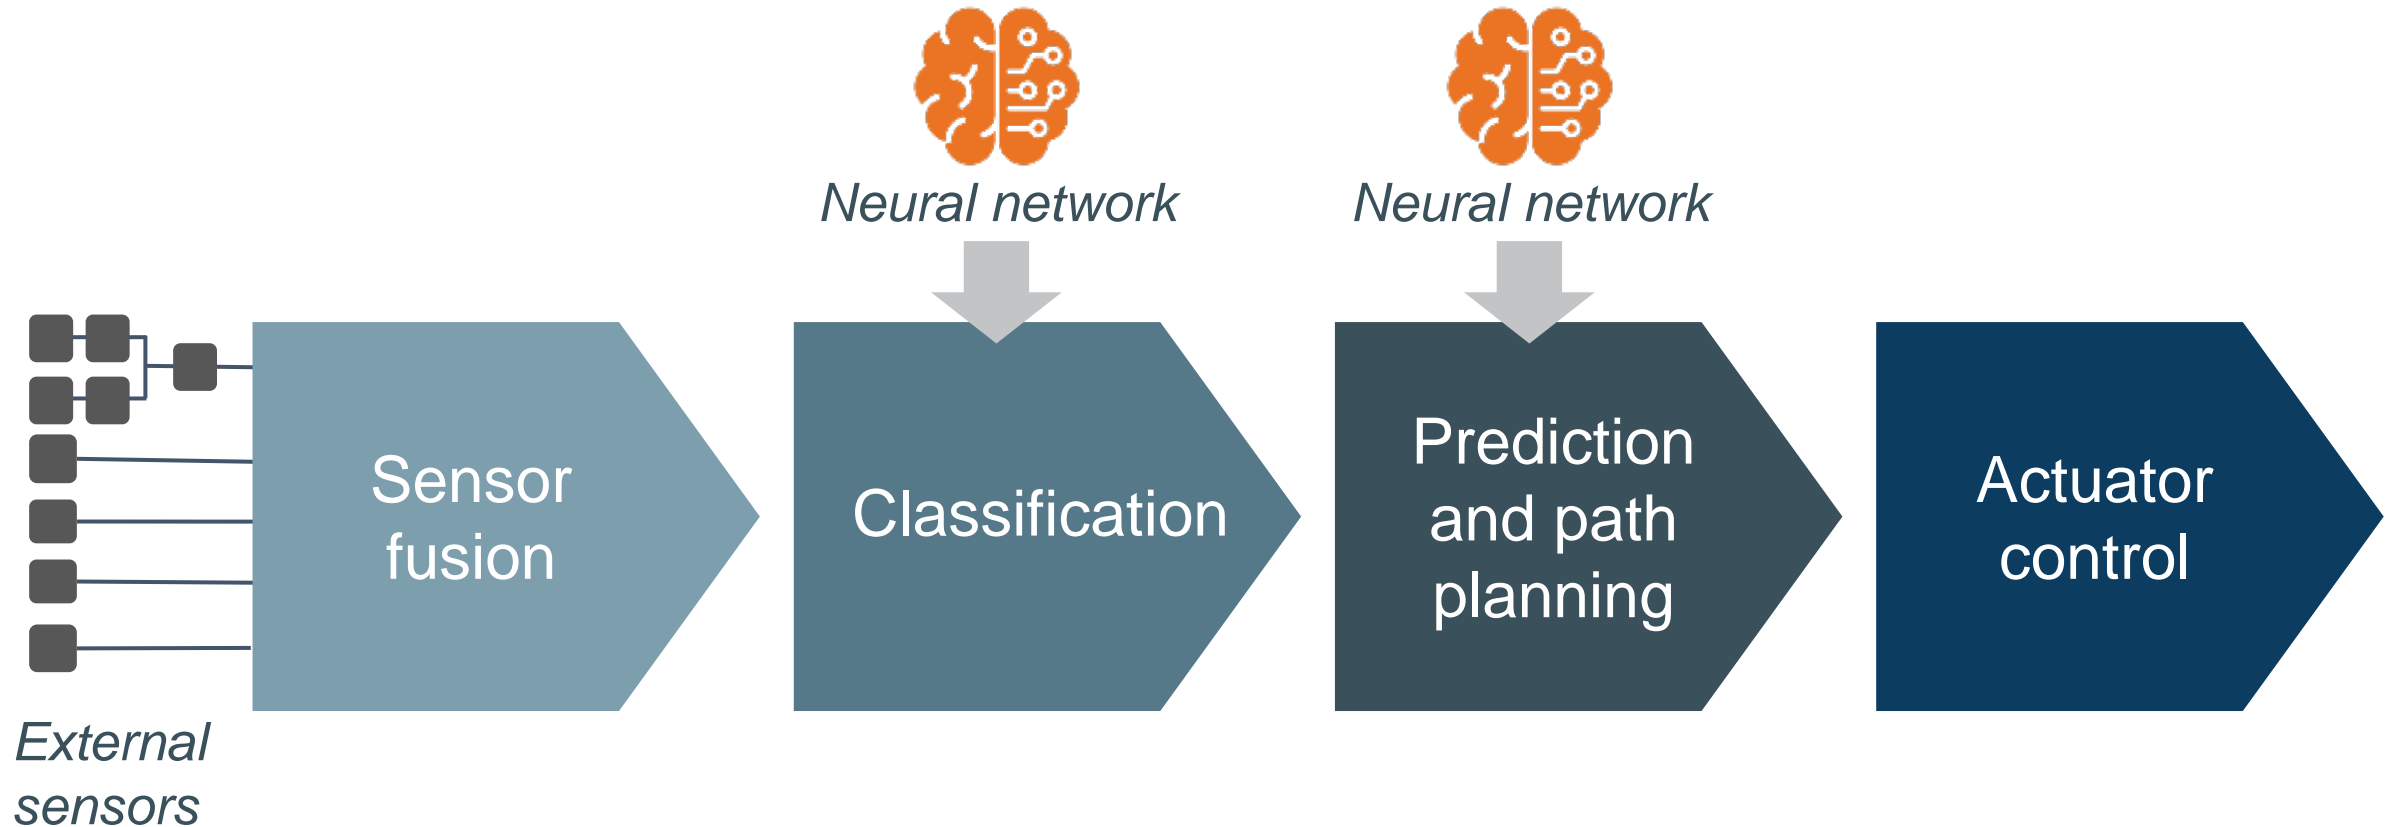 Neural network
Neural network
Sensor
fusion
Classification
Prediction
and path
planning
Actuator
control
External
sensors